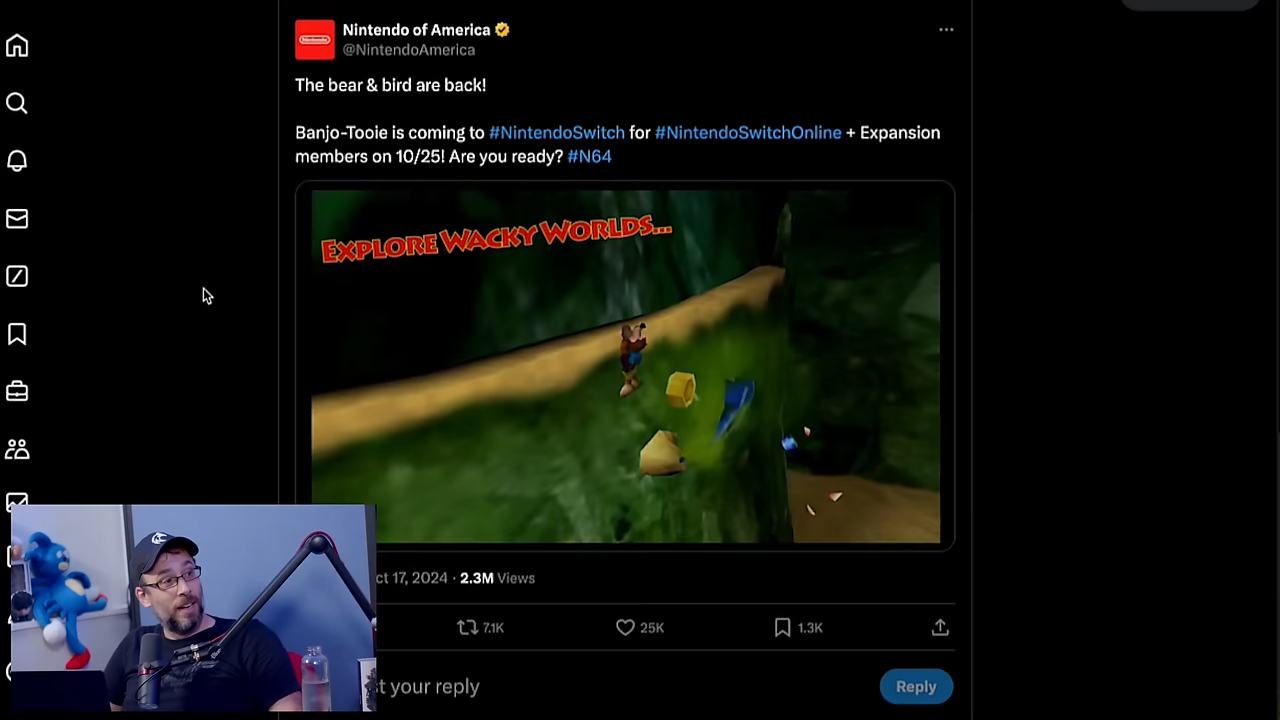 Nintendo of America
@NintendoAmerica
The bear & bird are back!
Banjo-Tooie is coming to #NintendoSwitch for #NintendoSwitchOnline + Expansion
members on 10/25! Are you ready? #N64
EXPLORE WACKY WORLDS...
ct 17, 2024 · 2.3M Views
7.1K
25K
1.3K
t your reply
Reply